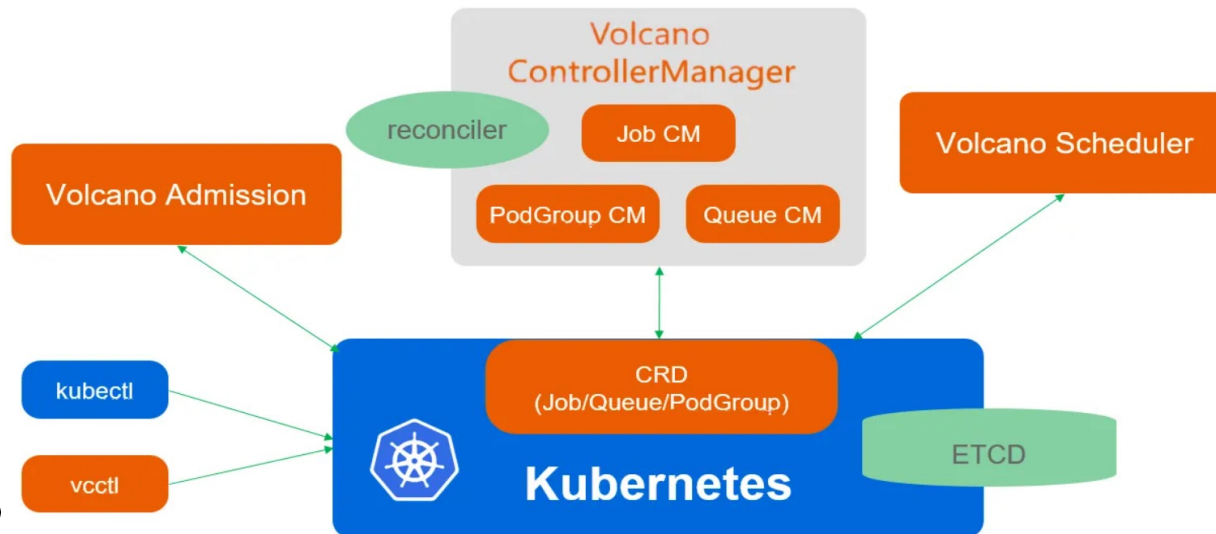 Volcano
ControllerManager
reconciler
Job CM
Volcano Scheduler
Volcano Admission
PodGroup CM
Queue CM
CRD
(Job/Queue/PodGroup)
kubectl
ETCD
vcctl
Kubernetes